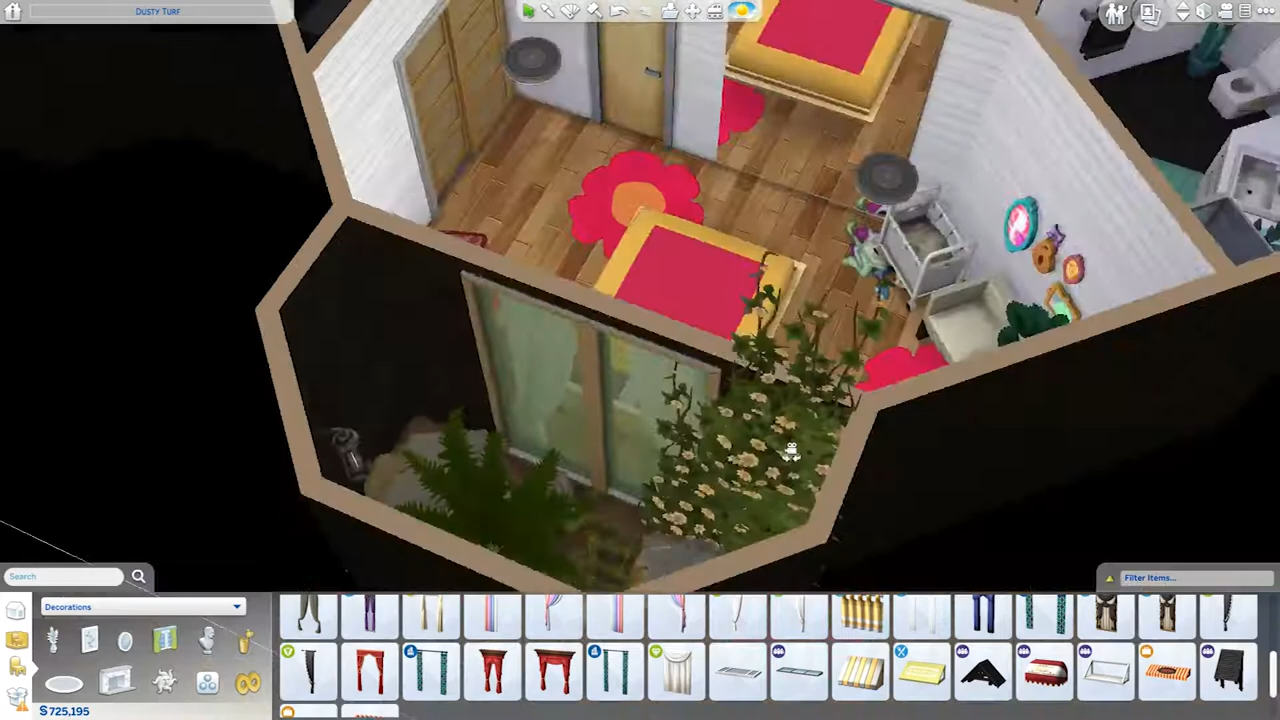 DUSTY TURF
Search
Filter Items...
Decorations
§725,195